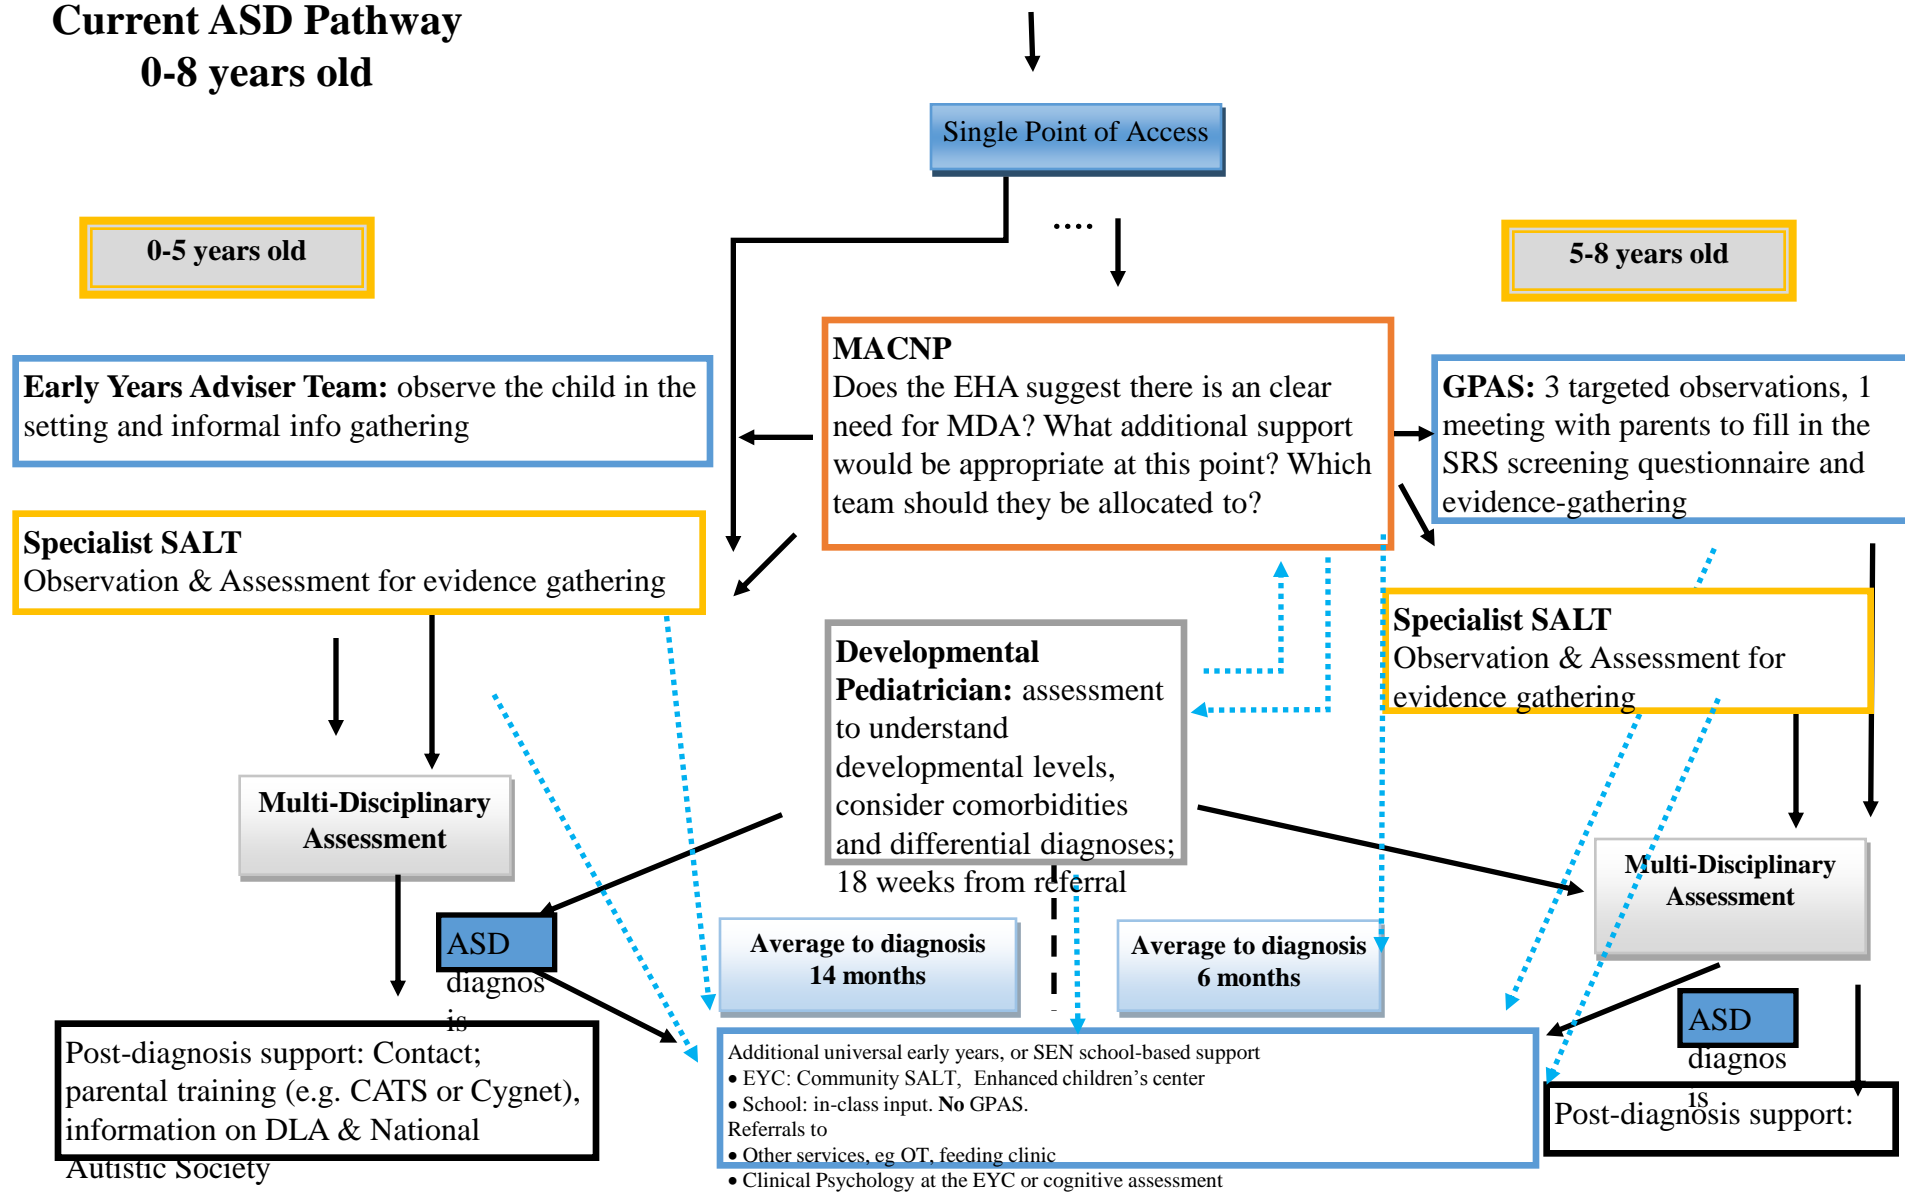 Current ASD Pathway
0-8 years old
Single Point of Access
....
0-5 years old
5-8 years old
MACNP
Does the EHA suggest there is an clear
need for MDA? What additional support
would be appropriate at this point? Which
team should they be allocated to?
Early Years Adviser Team: observe the child in the
setting and informal info gathering
GPAS: 3 targeted observations, 1
meeting with parents to fill in the
SRS screening questionnaire and
evidence-gathering
Specialist SALT
Observation & Assessment for evidence gathering
Specialist SALT
Observation & Assessment for
evidence gathering
Developmental
Pediatrician: assessment
to understand
developmental levels,
consider comorbidities
and differential diagnoses;
18 weeks from referral
Multi-Disciplinary
Assessment
Multi-Disciplinary
Assessment
ASD
diagnos
is
Average to diagnosis
14 months
Average to diagnosis
6 months
ASD
diagnos
is
Post-diagnosis support: Contact;
parental training (e.g. CATS or Cygnet),
information on DLA & National
Autistic Society
Additional universal early years, or SEN school-based support
• EYC: Community SALT, Enhanced children's center
• School: in-class input. No GPAS.
Referrals to
• Other services, eg OT, feeding clinic
• Clinical Psychology at the EYC or cognitive assessment
Post-diagnosis support: